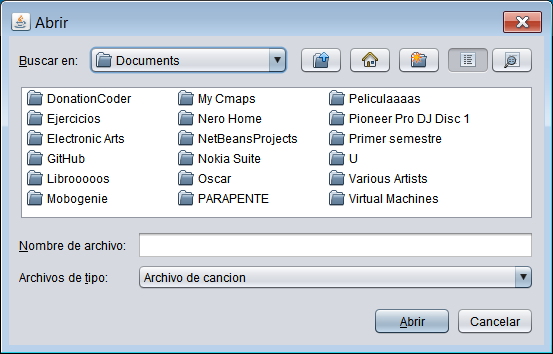 Abrir
Buscar en: Documents
DonationCoder My Cmaps Peliculaaaas
Ejercicios Nero Home Pioneer Pro DJ Disc 1
Electronic Arts NetBeansProjects Primer semestre
GitHub Nokia Suite U
Librooooos Oscar Various Artists
Mobogenie PARAPENTE Virtual Machines
Nombre de archivo:
Archivos de tipo: Archivo de cancion
Abrir Cancelar